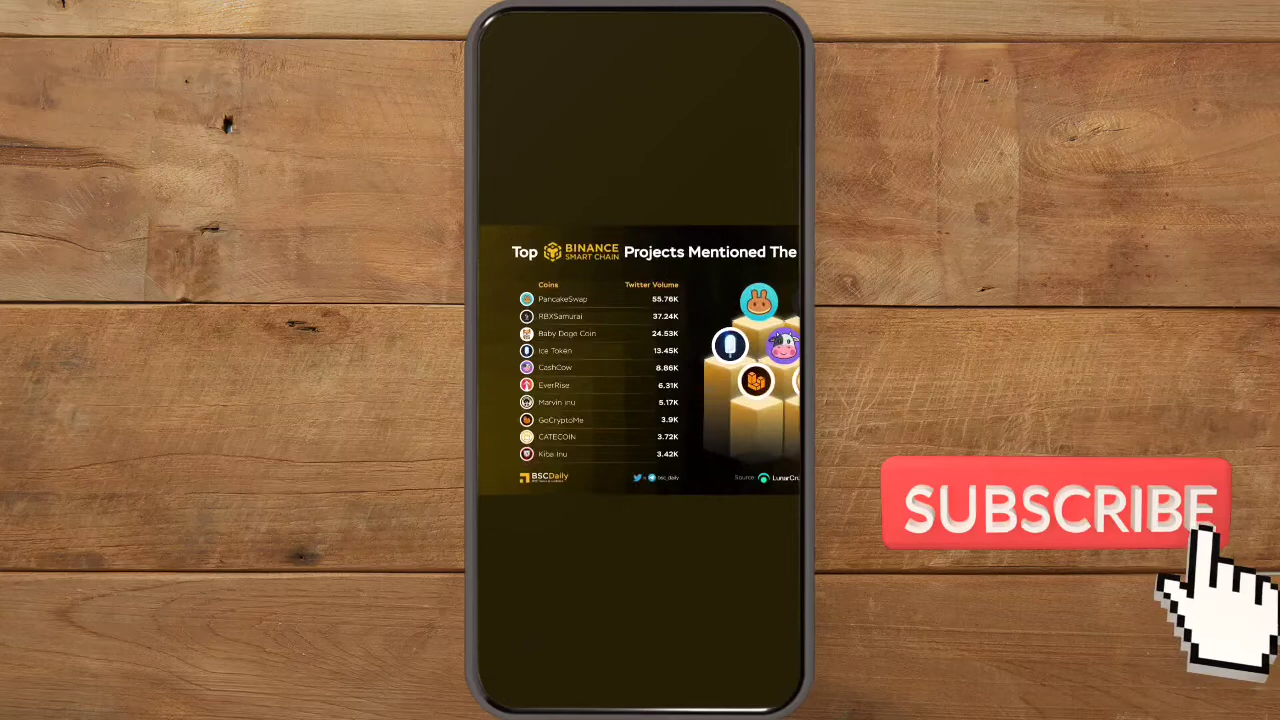 Top BINANCE SMART CHAIN Projects Mentioned The
Coins Twitter Volume
PancakeSwap 55.76K
RBXSamurai 37.24K
Baby Doge Coin 24.53K
Ice Token 13.45K
CashCow 8.86K
EverRise 6.31K
Marvin inu 5.17K
GoCryptoMe 3.9K
CATECOIN 3.72K
Kiba Inu 3.42K
BSCDaily bsc_daily Source: LunarCru
SUBSCRIBE